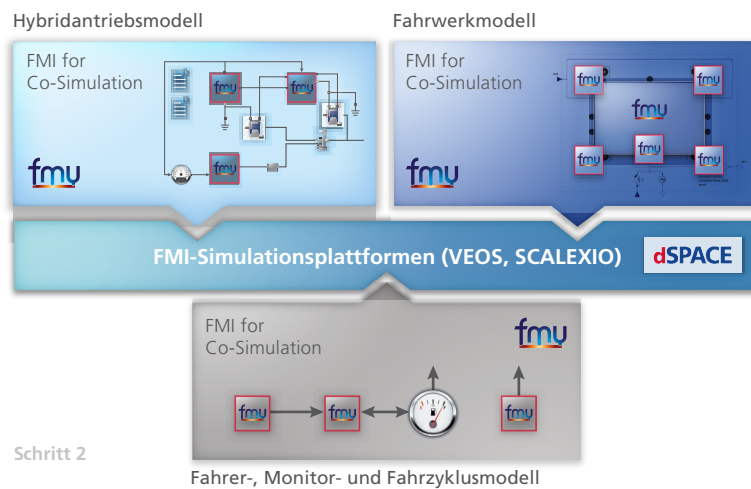 Hybridantriebsmodell
Fahrwerkmodell
FMI for
Co-Simulation
fmu
fmu
fmu
fmu
FMI for
Co-Simulation
fmu
fmu
fmu
fmu
fmu
fmu
fmu
FMI-Simulationsplattformen (VEOS, SCALEXIO)
dSPACE
FMI for
Co-Simulation
fmu
fmu
fmu
fmu
Schritt 2
Fahrer-, Monitor- und Fahrzyklusmodell